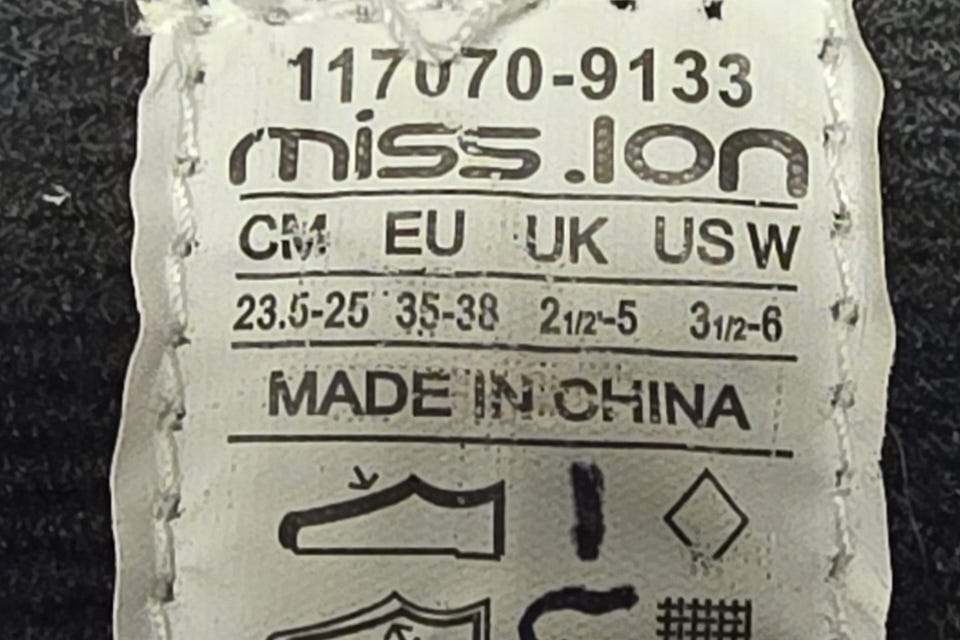 117070-9133
miss.lon
CM EU UK US W
23.5-25 35-38 21/2-5 31/2-6
MADE IN CHINA